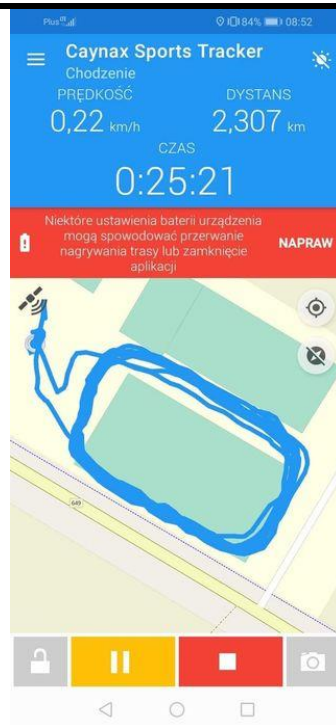 Plus 84% 08:52
Caynax Sports Tracker
Chodzenie
PRĘDKOŚĆ DYSTANS
0,22 km/h 2,307 km
CZAS
0:25:21
Niektóre ustawienia baterii urządzenia
mogą spowodować przerwanie
nagrywania trasy lub zamknięcie
aplikacji
NAPRAW